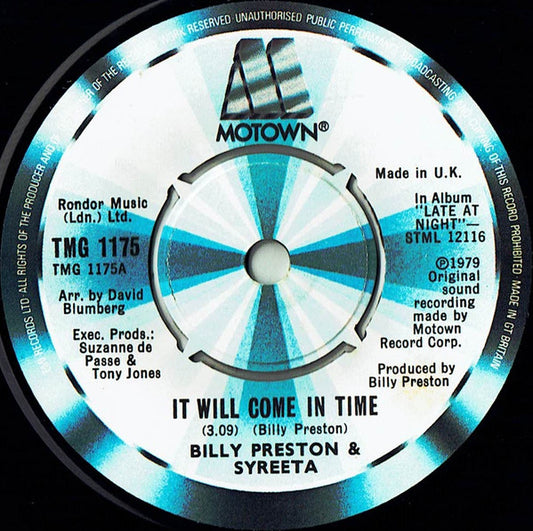 MOTOWN®
Made in U.K.
Rondor Music
(Ldn.) Ltd.
TMG 1175
TMG 1175A
Arr. by David
Blumberg
Exec. Prods.:
Suzanne de
Passe &
Tony Jones
In Album
"LATE AT
NIGHT"—
STML 12116
℗1979
Original
sound
recording
made by
Motown
Record Corp.
Produced by
Billy Preston
IT WILL COME IN TIME
(3.09) (Billy Preston)
BILLY PRESTON &
SYREETA
RECORDS LTD. ALL RIGHTS OF THE PRODUCER AND OF THE WORK RESERVED UNAUTHORISED PUBLIC PERFORMANCE BROADCASTING AND COPYING OF THIS RECORD PROHIBITED · MADE IN GT BRITAIN